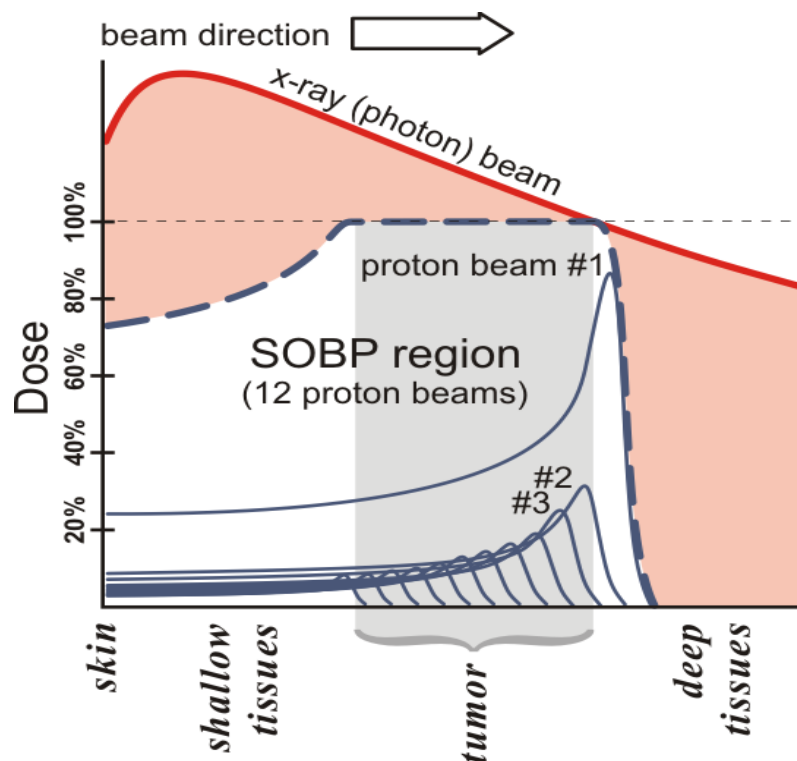 beam direction
x-ray (photon) beam
100%
80%
60%
40%
20%
Dose
proton beam #1
SOBP region
(12 proton beams)
#2
#3
skin
shallow
tissues
tumor
deep
tissues